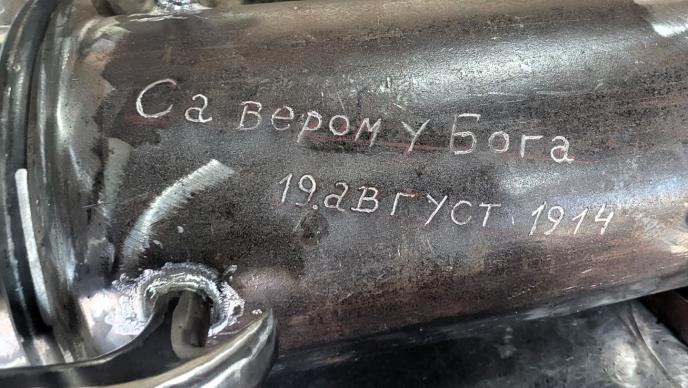 Са вером у Бога
19. август 1914